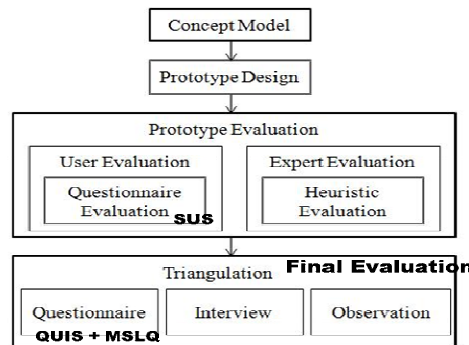 Concept Model
Prototype Design
Prototype Evaluation
User Evaluation
Expert Evaluation
Questionnaire
Evaluation
SUS
Heuristic
Evaluation
Triangulation
Final Evaluation
Questionnaire
QUIS + MSLQ
Interview
Observation